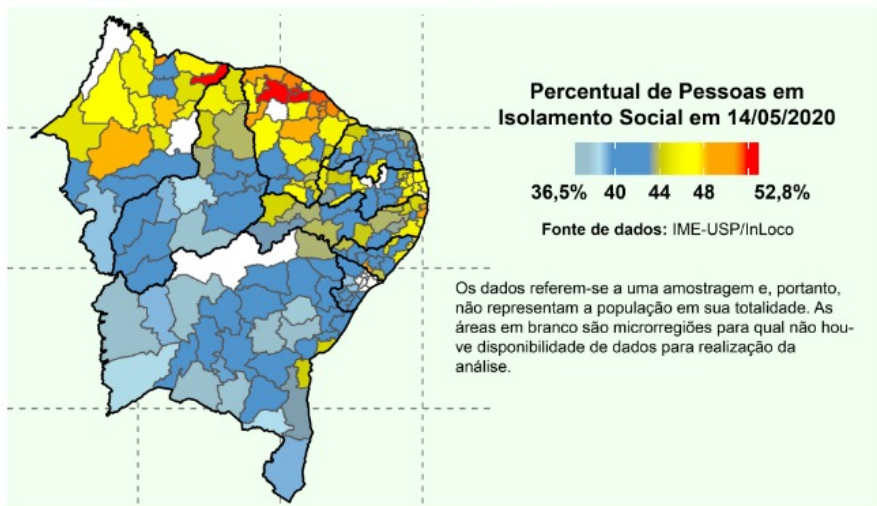 Percentual de Pessoas em
Isolamento Social em 14/05/2020
36,5% 40 44 48 52,8%
Fonte de dados: IME-USP/InLoco
Os dados referem-se a uma amostragem e, portanto,
não representam a população em sua totalidade. As
áreas em branco são microrregiões para qual não hou-
ve disponibilidade de dados para realização da
análise.